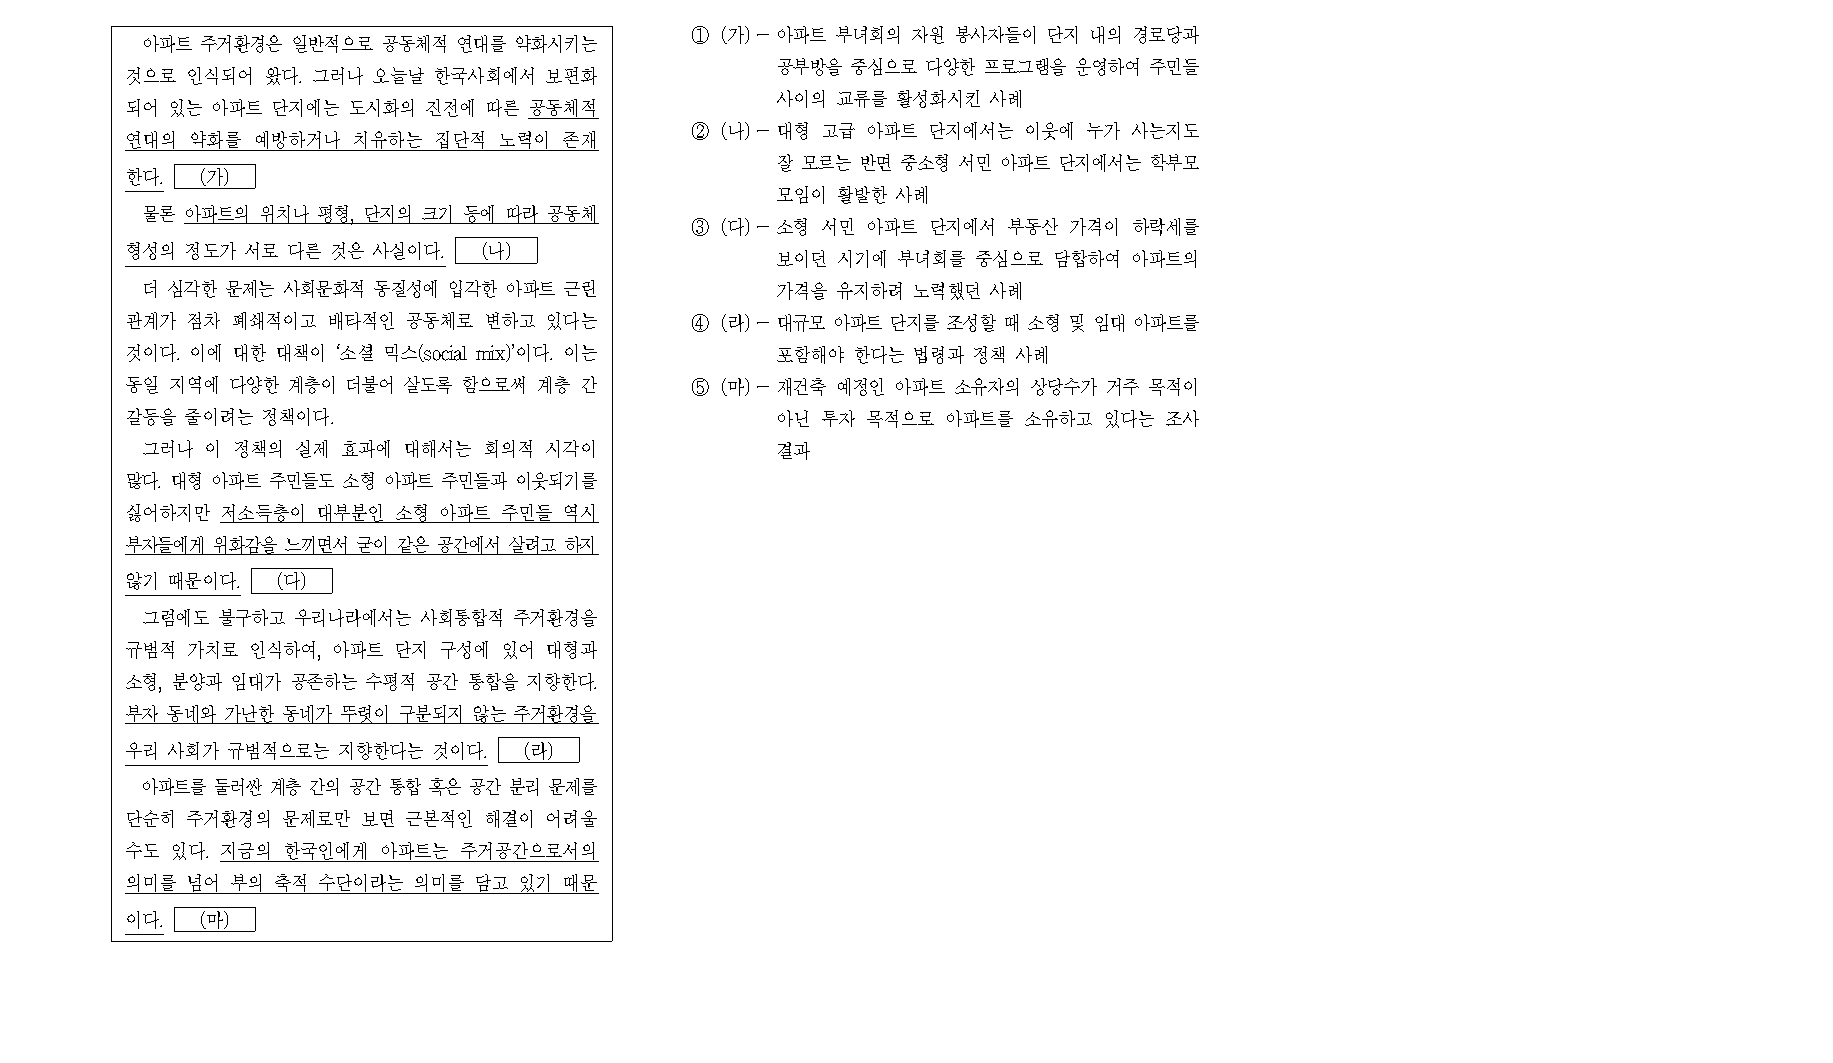 아파트 주거환경은 일반적으로 공동체적 연대를 약화시키는
것으로 인식되어 왔다. 그러나 오늘날 한국사회에서 보편화
되어 있는 아파트 단지에는 도시화의 진전에 따른 공동체적
연대의 약화를 예방하거나 치유하는 집단적 노력이 존재
한다. (가)
물론 아파트의 위치나 평형, 단지의 크기 등에 따라 공동체
형성의 정도가 서로 다른 것은 사실이다. (나)
더 심각한 문제는 사회문화적 동질성에 입각한 아파트 근린
관계가 점차 폐쇄적이고 배타적인 공동체로 변하고 있다는
것이다. 이에 대한 대책이 ‘소셜 믹스(social mix)’이다. 이는
동일 지역에 다양한 계층이 더불어 살도록 함으로써 계층 간
갈등을 줄이려는 정책이다.
그러나 이 정책의 실제 효과에 대해서는 회의적 시각이
많다. 대형 아파트 주민들도 소형 아파트 주민들과 이웃되기를
싫어하지만 저소득층이 대부분인 소형 아파트 주민들 역시
부자들에게 위화감을 느끼면서 굳이 같은 공간에서 살려고 하지
않기 때문이다. (다)
그럼에도 불구하고 우리나라에서는 사회통합적 주거환경을
규범적 가치로 인식하여, 아파트 단지 구성에 있어 대형과
소형, 분양과 임대가 공존하는 수평적 공간 통합을 지향한다.
부자 동네와 가난한 동네가 뚜렷이 구분되지 않는 주거환경을
우리 사회가 규범적으로는 지향한다는 것이다. (라)
아파트를 둘러싼 계층 간의 공간 통합 혹은 공간 분리 문제를
단순히 주거환경의 문제로만 보면 근본적인 해결이 어려울
수도 있다. 지금의 한국인에게 아파트는 주거공간으로서의
의미를 넘어 부의 축적 수단이라는 의미를 담고 있기 때문
이다. (마)
① (가) - 아파트 부녀회의 자원 봉사자들이 단지 내의 경로당과
공부방을 중심으로 다양한 프로그램을 운영하여 주민들
사이의 교류를 활성화시킨 사례
② (나) - 대형 고급 아파트 단지에서는 이웃에 누가 사는지도
잘 모르는 반면 중소형 서민 아파트 단지에서는 학부모
모임이 활발한 사례
③ (다) - 소형 서민 아파트 단지에서 부동산 가격이 하락세를
보이던 시기에 부녀회를 중심으로 담합하여 아파트의
가격을 유지하려 노력했던 사례
④ (라) - 대규모 아파트 단지를 조성할 때 소형 및 임대 아파트를
포함해야 한다는 법령과 정책 사례
⑤ (마) - 재건축 예정인 아파트 소유자의 상당수가 거주 목적이
아닌 투자 목적으로 아파트를 소유하고 있다는 조사
결과